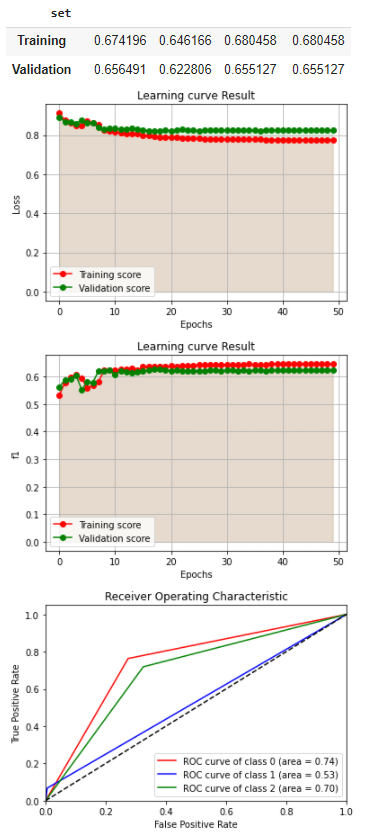 set
Training 0.674196 0.646166 0.680458 0.680458
Validation 0.656491 0.622806 0.655127 0.655127
Learning curve Result
0.8
0.6
0.4
0.2
0.0
Loss
Training score
Validation score
0 10 20 30 40 50
Epochs
Learning curve Result
0.6
0.5
0.4
0.3
0.2
0.1
0.0
f1
Training score
Validation score
0 10 20 30 40 50
Epochs
Receiver Operating Characteristic
1.0
0.8
0.6
0.4
0.2
0.0
True Positive Rate
ROC curve of class 0 (area = 0.74)
ROC curve of class 1 (area = 0.53)
ROC curve of class 2 (area = 0.70)
0.0 0.2 0.4 0.6 0.8 1.0
False Positive Rate